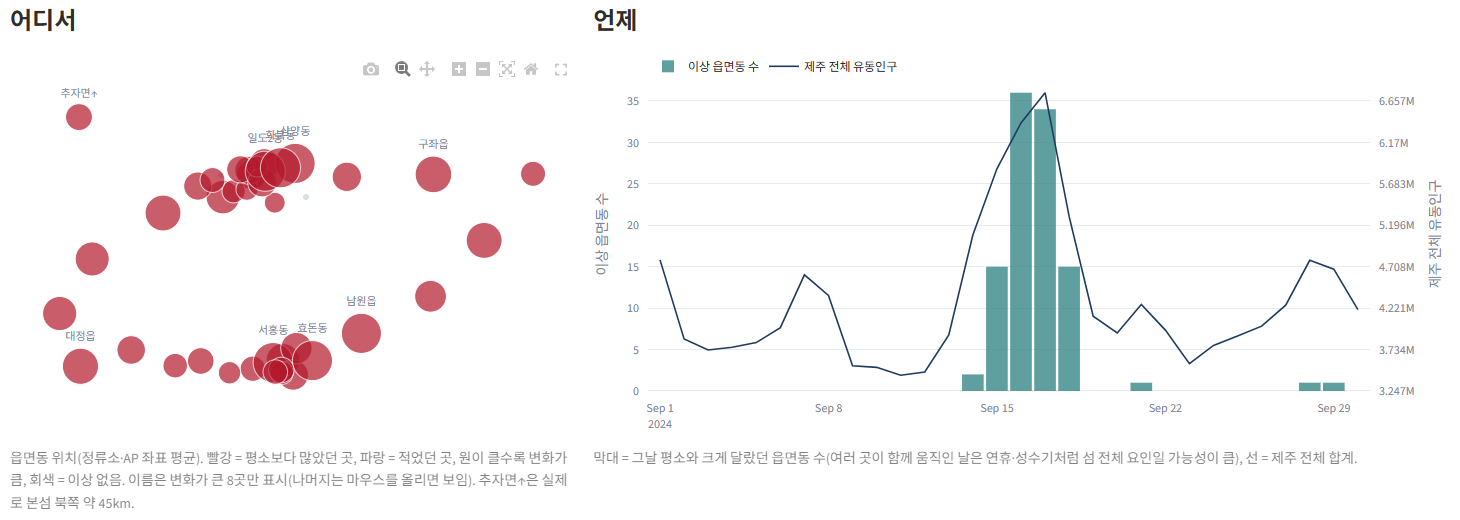 어디서
언제
추자면↑
삼양동
구좌읍
남원읍
서홍동
효돈동
대정읍
읍면동 위치(정류소·AP 좌표 평균). 빨강 = 평소보다 많았던 곳, 파랑 = 적었던 곳, 원이 클수록 변화가
큼, 회색 = 이상 없음. 이름은 변화가 큰 8곳만 표시(나머지는 마우스를 올리면 보임). 추자면↑은 실제
로 본섬 북쪽 약 45km.
이상 읍면동 수
제주 전체 유동인구
이상 읍면동 수
35
30
25
20
15
10
5
0
6.657M
6.17M
5.683M
5.196M
4.708M
4.221M
3.734M
3.247M
제주 전체 유동인구
Sep 1
2024
Sep 8
Sep 15
Sep 22
Sep 29
막대 = 그날 평소와 크게 달랐던 읍면동 수(여러 곳이 함께 움직인 날은 연휴·성수기처럼 섬 전체 요인일 가능성이 큼), 선 = 제주 전체 합계.